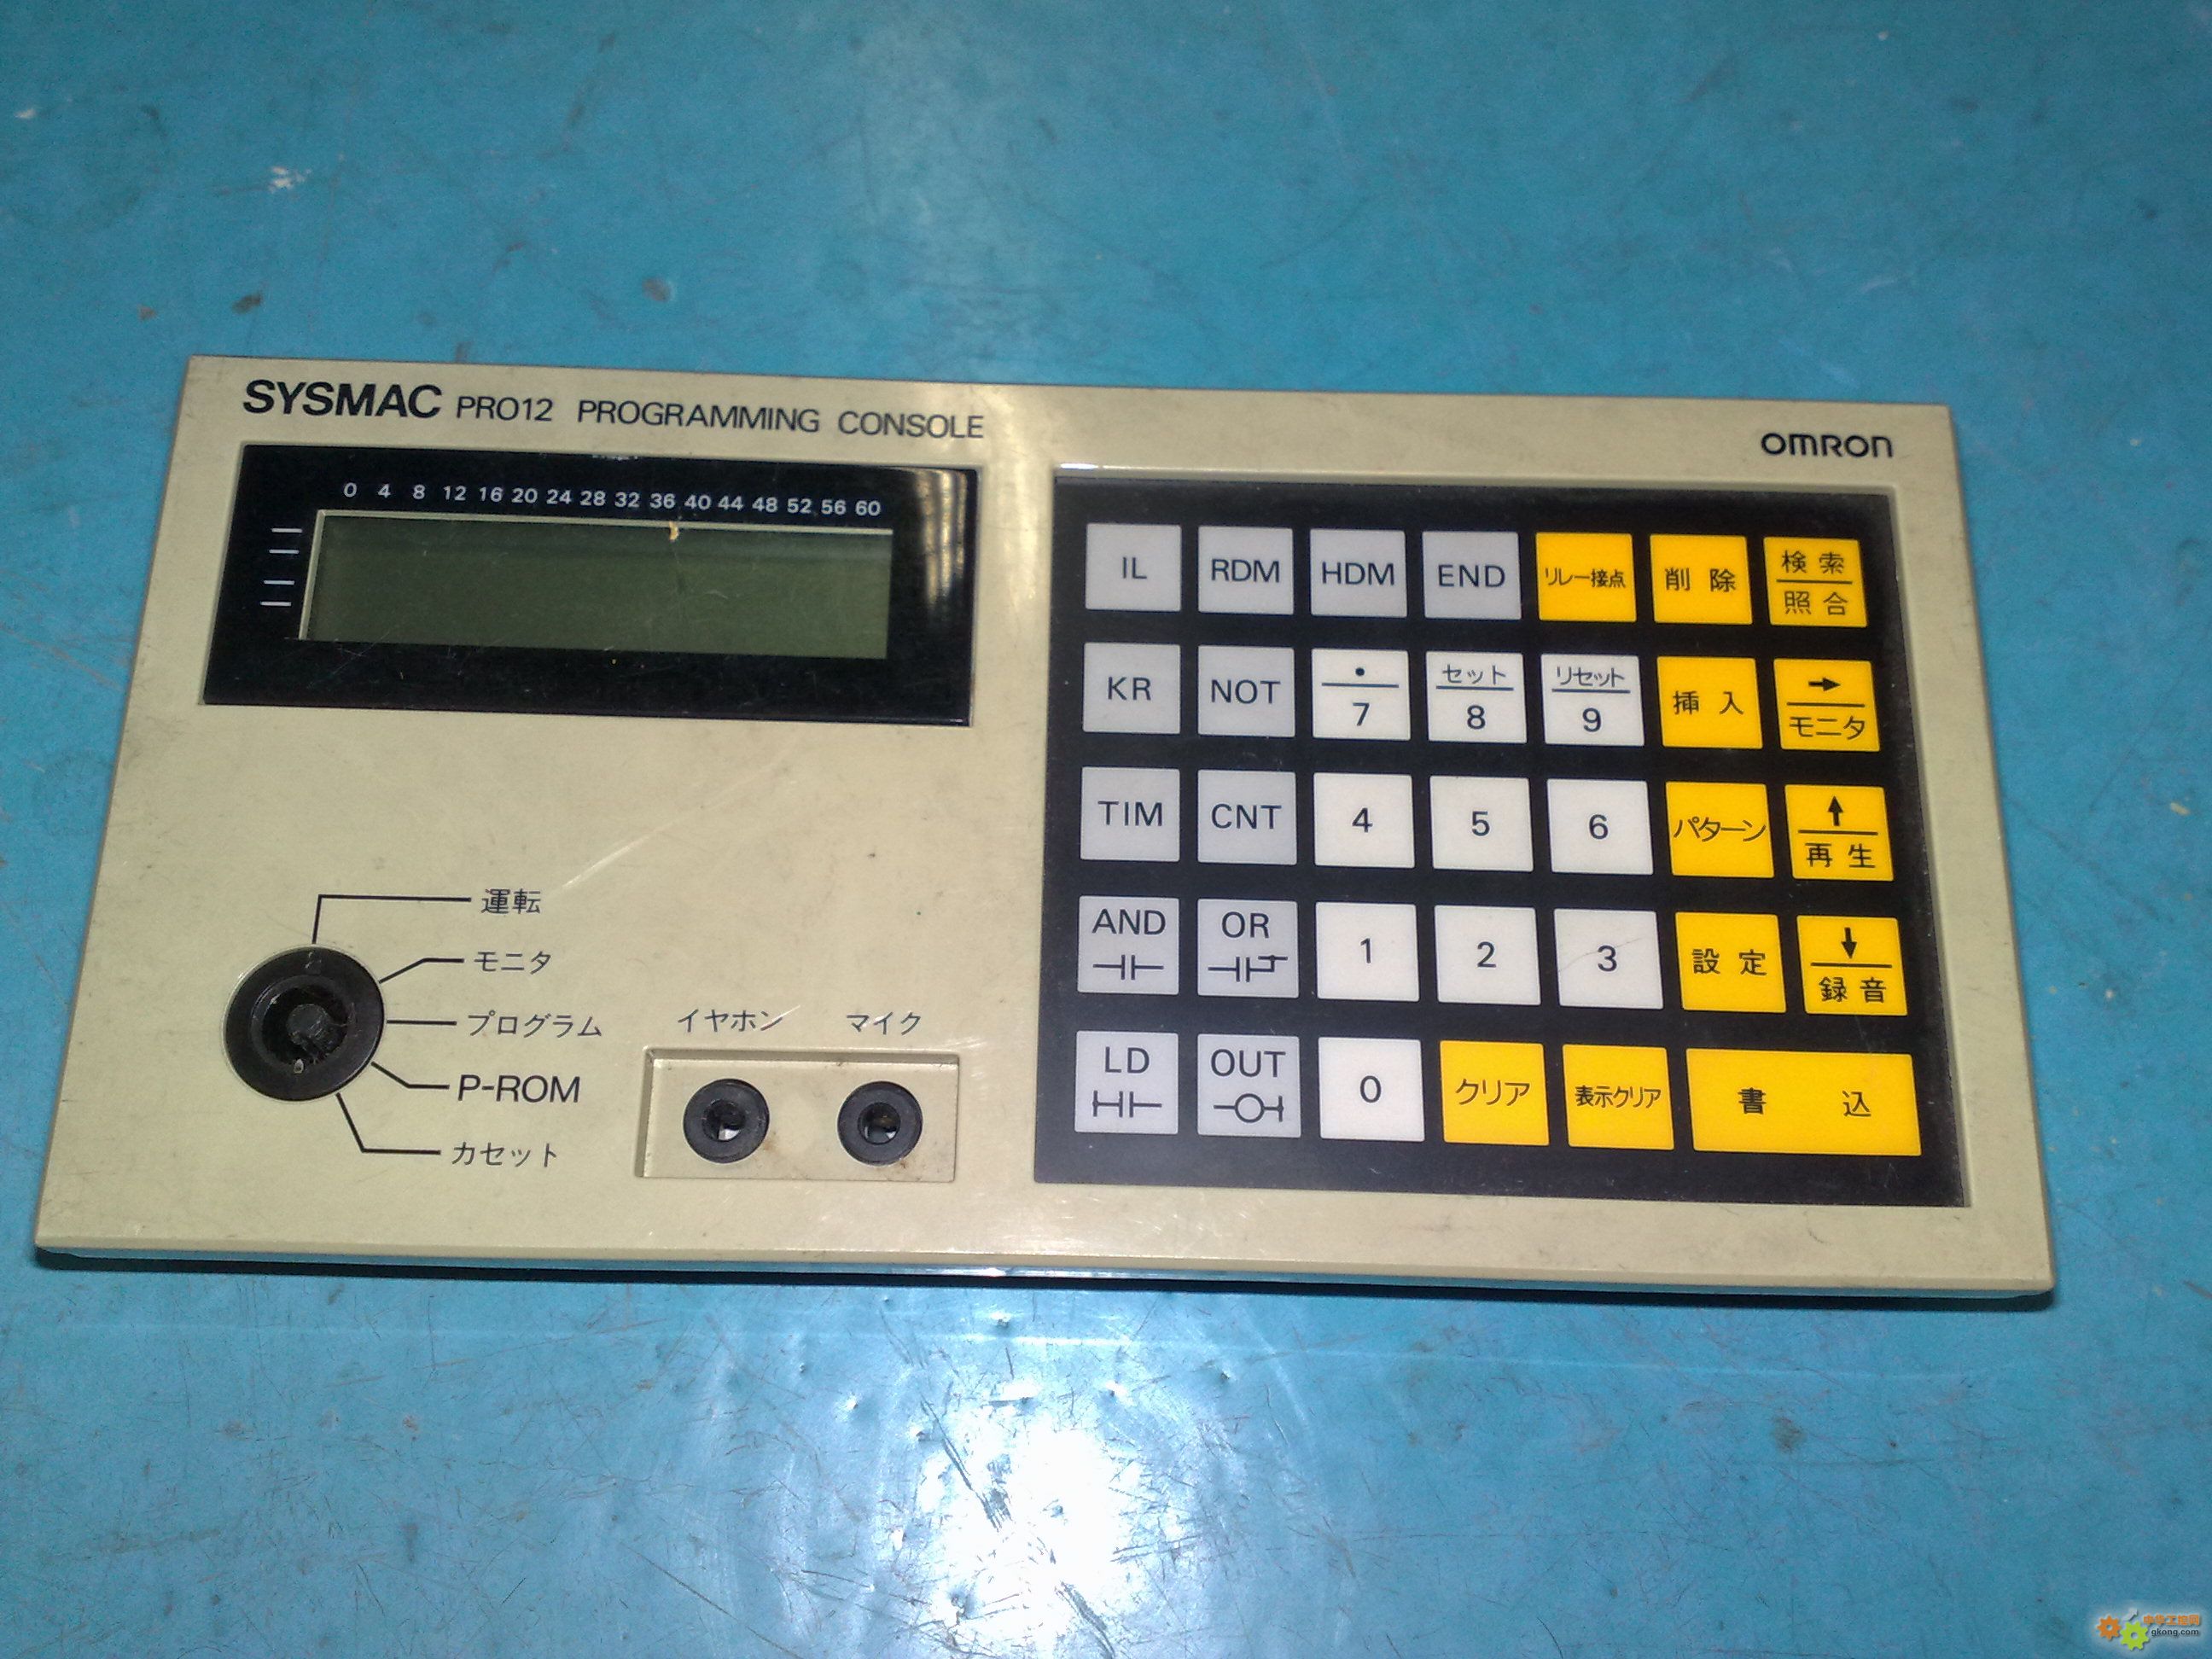 SYSMAC PRO12 PROGRAMMING CONSOLE
OMRON
0 4 8 12 16 20 24 28 32 36 40 44 48 52 56 60
IL RDM HDM END リレー接点 削除 検索
照合
KR NOT • セット リセット 挿入 →
7 8 9 モニタ
TIM CNT 4 5 6 パターン ↑
再生
AND OR 1 2 3 設定 ↓
録音
LD OUT 0 クリア 表示クリア 書込
運転
モニタ
プログラム
P-ROM
カセット
イヤホン マイク
gkong.com